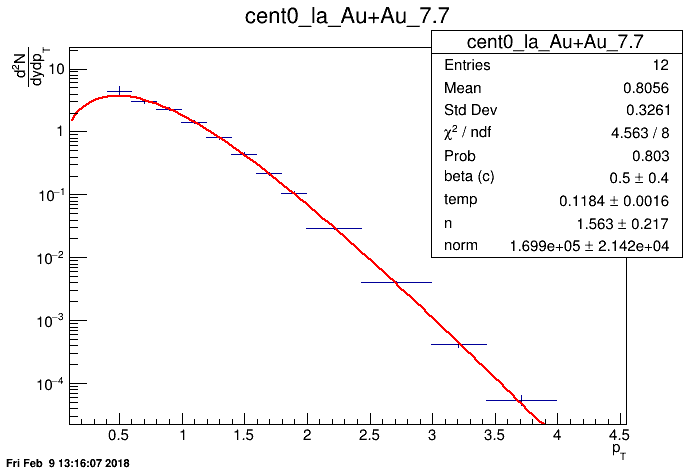 cent0_la_Au+Au_7.7
cent0_la_Au+Au_7.7
Entries 12
Mean 0.8056
Std Dev 0.3261
χ² / ndf 4.563 / 8
Prob 0.803
beta (c) 0.5 ± 0.4
temp 0.1184 ± 0.0016
n 1.563 ± 0.217
norm 1.699e+05 ± 2.142e+04
d²N
dydp_T
10
1
10⁻¹
10⁻²
10⁻³
10⁻⁴
0.5 1 1.5 2 2.5 3 3.5 4 4.5
p_T
Fri Feb 9 13:16:07 2018